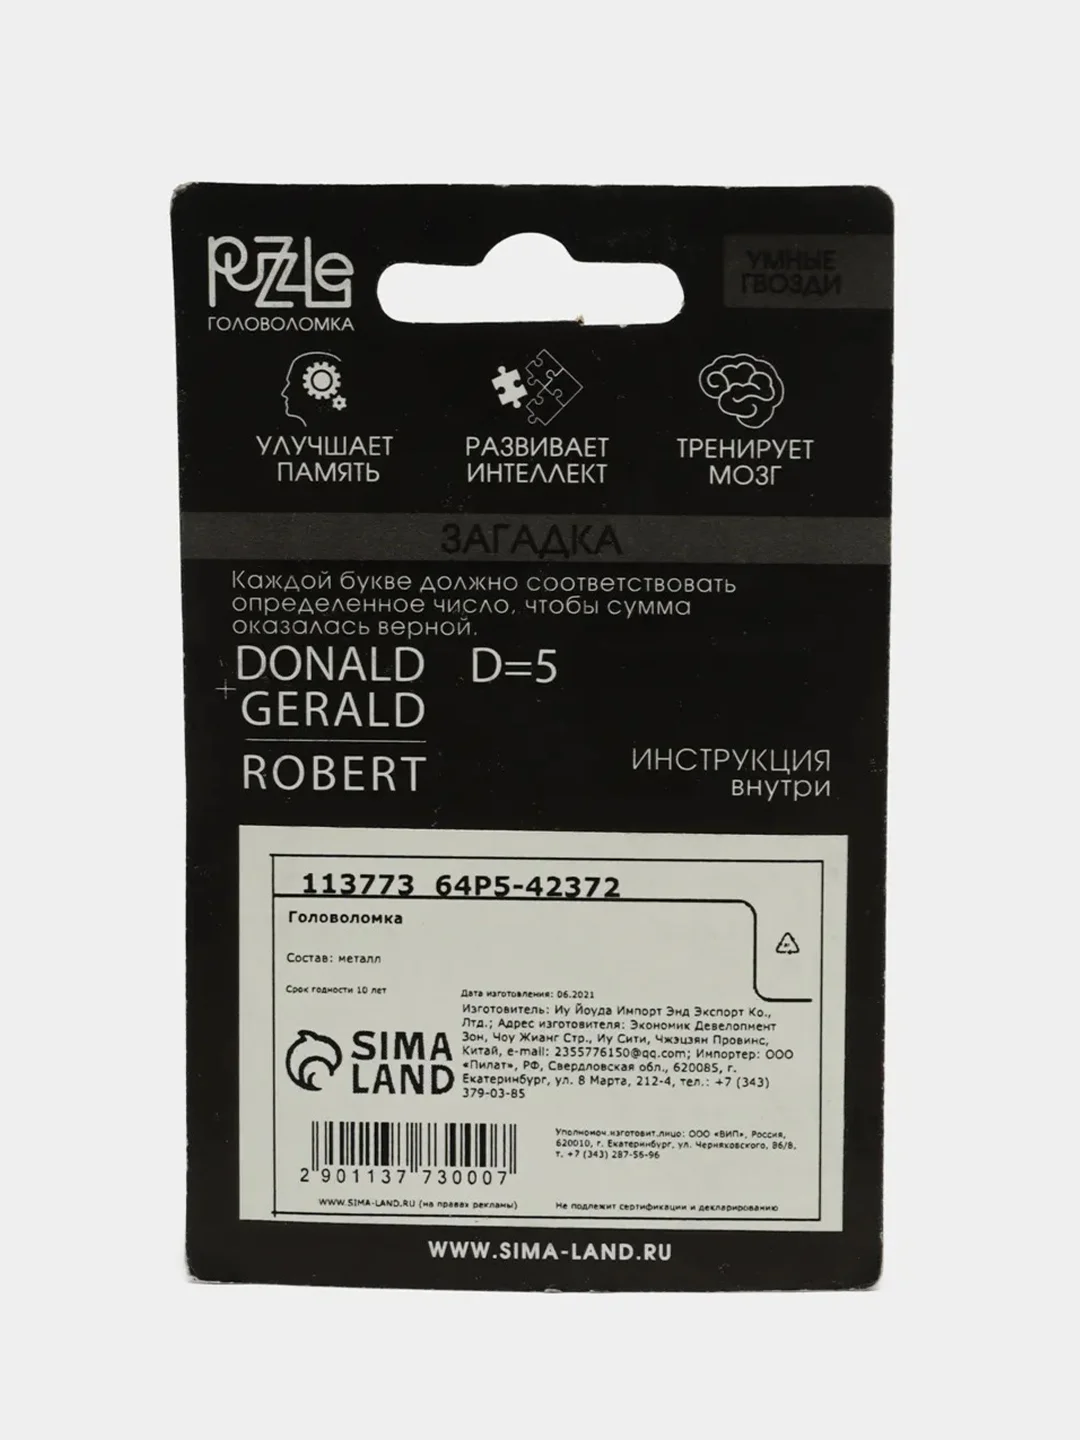 Puzzle
ГОЛОВОЛОМКА
УМНЫЕ
ГВОЗДИ
УЛУЧШАЕТ
ПАМЯТЬ
РАЗВИВАЕТ
ИНТЕЛЛЕКТ
ТРЕНИРУЕТ
МОЗГ
ЗАГАДКА
Каждой букве должно соответствовать
определенное число, чтобы сумма
оказалась верной.
DONALD D=5
+
GERALD
ROBERT
ИНСТРУКЦИЯ
внутри
113773 64P5-42372
Головоломка
Состав: металл
Срок годности 10 лет
Дата изготовления: 06.2021
Изготовитель: Иу Йоуда Импорт Энд Экспорт Ко.,
Лтд.; Адрес изготовителя: Экономик Девелопмент
Зон, Чоу Жианг Стр., Иу Сити, Чжэцзян Провинс,
Китай, e-mail: 2355776150@qq.com; Импортер: ООО
«Пилат», РФ, Свердловская обл., 620085, г.
Екатеринбург, ул. 8 Марта, 212-4, тел.: +7 (343)
379-03-85
SIMA
LAND
Уполномоч.изготовит.лицо: ООО «ВИП», Россия,
620010, г. Екатеринбург, ул. Черняховского, 86/8,
т. +7 (343) 287-56-96
2 901137 730007
WWW.SIMA-LAND.RU (на правах рекламы)
Не подлежит сертификации и декларированию
WWW.SIMA-LAND.RU